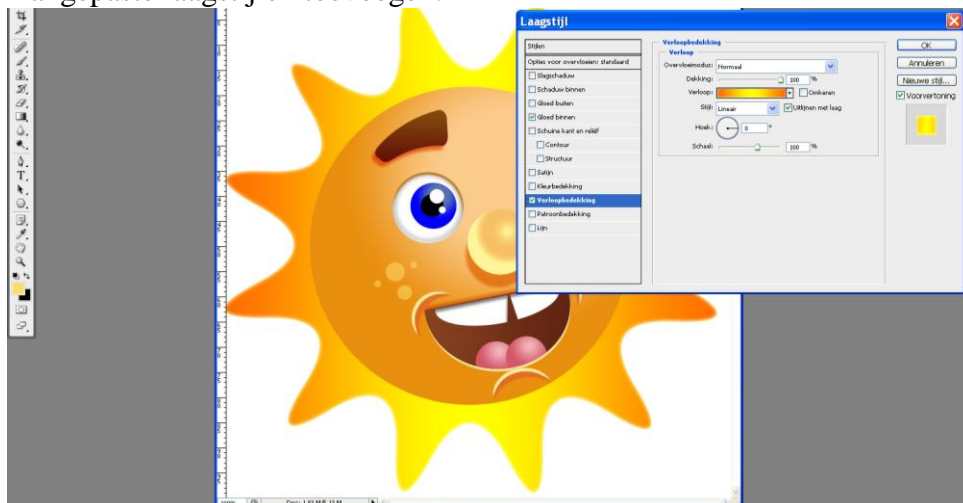 Laagstijl
Stijlen
Opties voor overvloeien: standaard
Slagschaduw
Schaduw binnen
Gloed buiten
Gloed binnen
Schuine kant en reliëf
Contour
Structuur
Satijn
Kleurbedekking
Verloopbedekking
Patroonbedekking
Lijn
Verloopbedekking
Verloop
Overvloeimodus: Normaal
Dekking: 100 %
Verloop: Omkeren
Stijl: Lineair Uitlijnen met laag
Hoek: 0 °
Schaal: 100 %
OK
Annuleren
Nieuwe stijl...
Voorvertoning